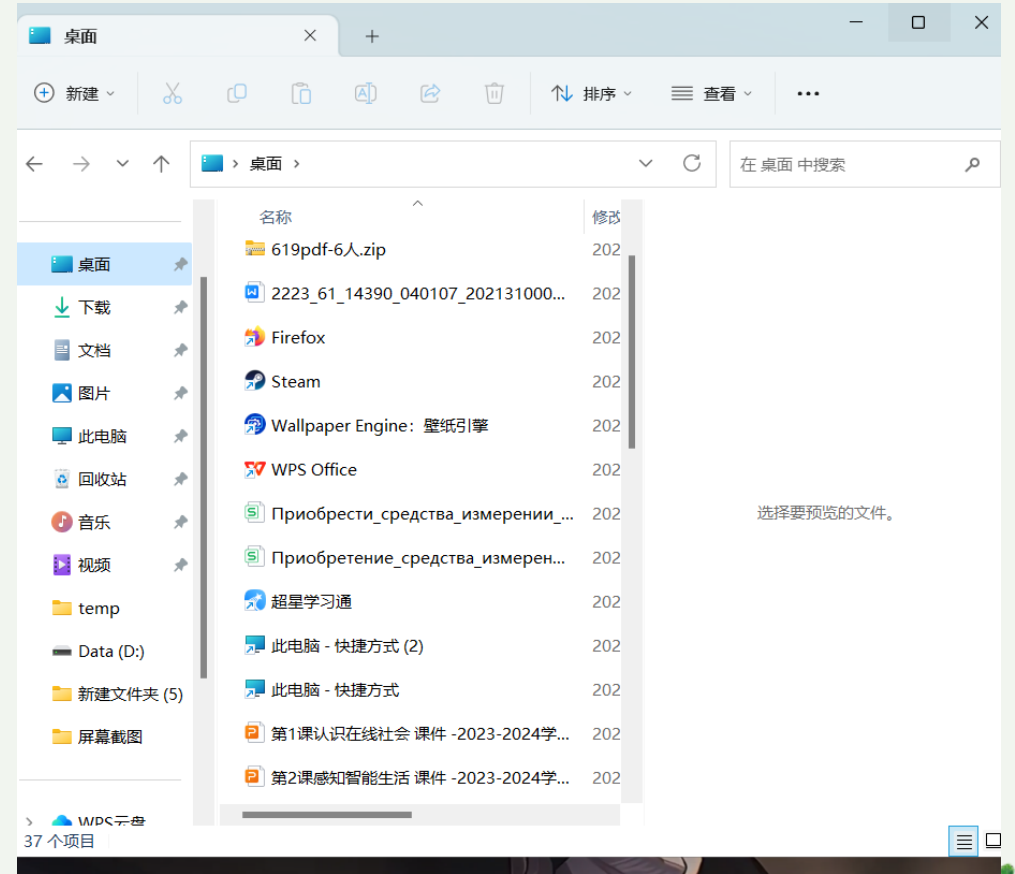 桌面
新建
排序
查看
桌面
在 桌面 中搜索
名称
修改
桌面
下载
文档
图片
此电脑
回收站
音乐
视频
temp
Data (D:)
新建文件夹 (5)
屏幕截图
WPS云盘
619pdf-6人.zip 202
2223_61_14390_040107_202131000... 202
Firefox 202
Steam 202
Wallpaper Engine：壁纸引擎 202
WPS Office 202
Приобрести_средства_измерении_... 202
Приобретение_средства_измерен... 202
超星学习通 202
此电脑 - 快捷方式 (2) 202
此电脑 - 快捷方式 202
第1课认识在线社会 课件 -2023-2024学... 202
第2课感知智能生活 课件 -2023-2024学... 202
选择要预览的文件。
37 个项目